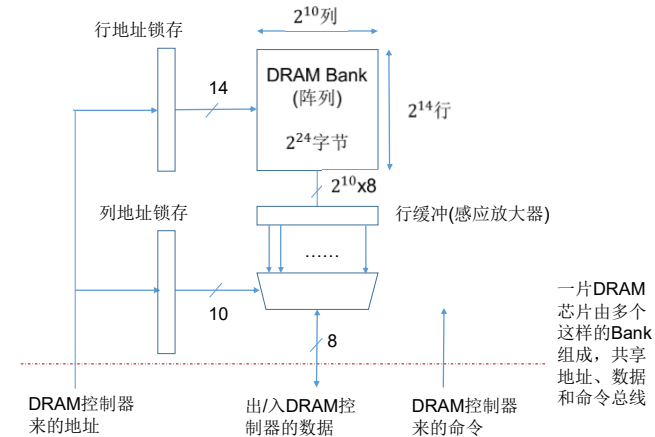 2¹⁰列
行地址锁存
14
DRAM Bank
(阵列)
2²⁴字节
2¹⁴行
2¹⁰x8
列地址锁存
行缓冲(感应放大器)
......
10
8
一片DRAM
芯片由多个
这样的Bank
组成，共享
地址、数据
和命令总线
DRAM控制器
来的地址
出/入DRAM控
制器的数据
DRAM控制器
来的命令